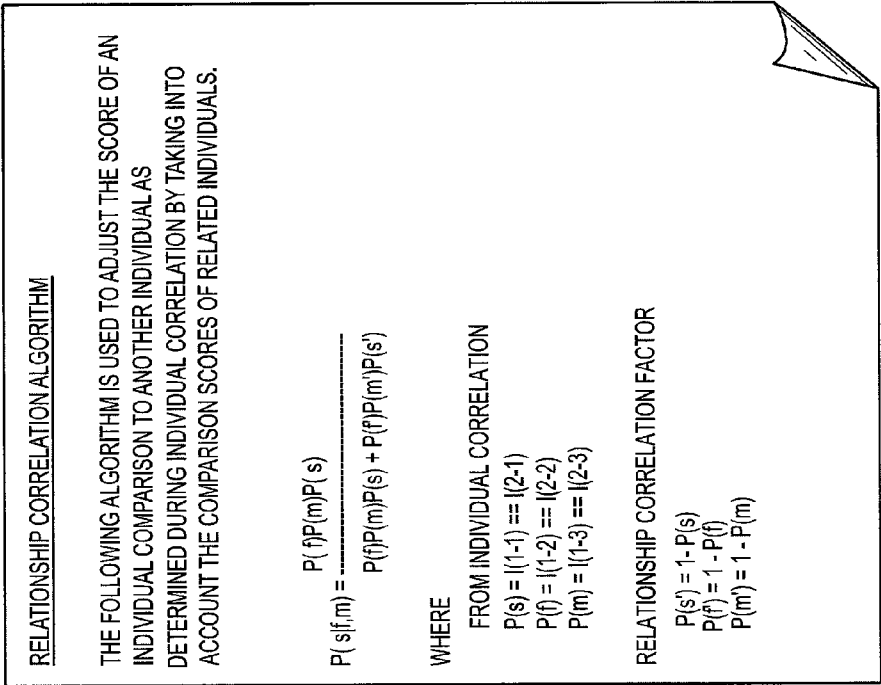 RELATIONSHIP CORRELATION ALGORITHM
THE FOLLOWING ALGORITHM IS USED TO ADJUST THE SCORE OF AN
INDIVIDUAL COMPARISON TO ANOTHER INDIVIDUAL AS
DETERMINED DURING INDIVIDUAL CORRELATION BY TAKING INTO
ACCOUNT THE COMPARISON SCORES OF RELATED INDIVIDUALS.
P( f)P(m)P( s)
P( s|f,m) = --------------------------------
P(f)P(m)P(s) + P(f')P(m')P(s')
WHERE
FROM INDIVIDUAL CORRELATION
P(s) = I(1-1) == I(2-1)
P(f) = I(1-2) == I(2-2)
P(m) = I(1-3) == I(2-3)
RELATIONSHIP CORRELATION FACTOR
P(s') = 1- P(s)
P(f') = 1 - P(f)
P(m') = 1 - P(m)